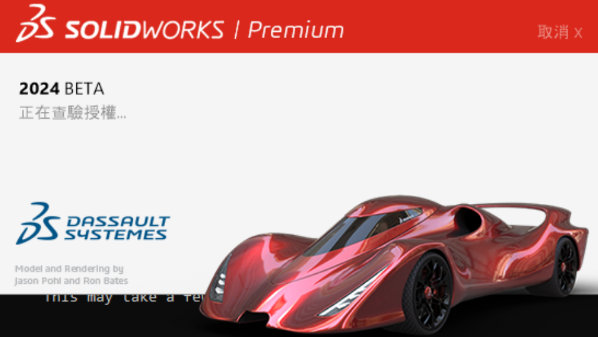 SOLIDWORKS | Premium
取消 X
2024 BETA
正在查驗授權...
DASSAULT
SYSTEMES
Model and Rendering by
Jason Pohl and Ron Bates
This may take a